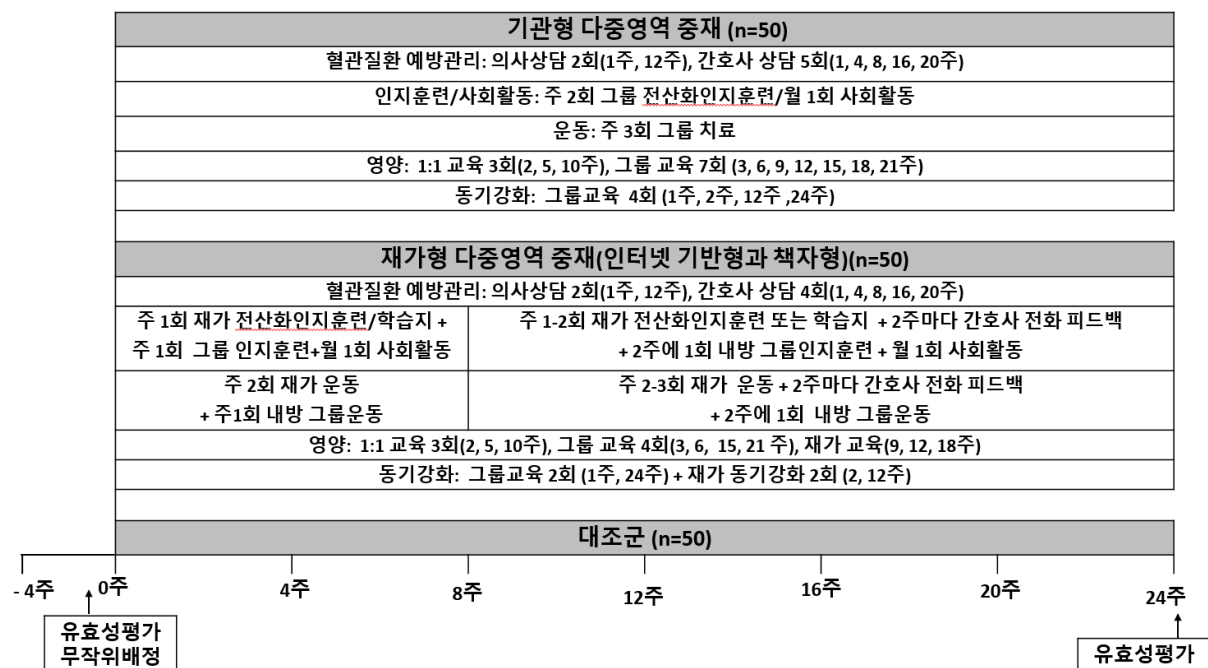 기관형 다중영역 중재 (n=50)
혈관질환 예방관리: 의사상담 2회(1주, 12주), 간호사 상담 5회(1, 4, 8, 16, 20주)
인지훈련/사회활동: 주 2회 그룹 전산화인지훈련/월 1회 사회활동
운동: 주 3회 그룹 치료
영양: 1:1 교육 3회(2, 5, 10주), 그룹 교육 7회 (3, 6, 9, 12, 15, 18, 21주)
동기강화: 그룹교육 4회 (1주, 2주, 12주 ,24주)
재가형 다중영역 중재(인터넷 기반형과 책자형)(n=50)
혈관질환 예방관리: 의사상담 2회(1주, 12주), 간호사 상담 4회(1, 4, 8, 16, 20주)
주 1회 재가 전산화인지훈련/학습지 +
주 1회 그룹 인지훈련+월 1회 사회활동
주 1-2회 재가 전산화인지훈련 또는 학습지 + 2주마다 간호사 전화 피드백
+ 2주에 1회 내방 그룹인지훈련 + 월 1회 사회활동
주 2회 재가 운동
+ 주1회 내방 그룹운동
주 2-3회 재가 운동 + 2주마다 간호사 전화 피드백
+ 2주에 1회 내방 그룹운동
영양: 1:1 교육 3회(2, 5, 10주), 그룹 교육 4회(3, 6, 15, 21 주), 재가 교육(9, 12, 18주)
동기강화: 그룹교육 2회 (1주, 24주) + 재가 동기강화 2회 (2, 12주)
대조군 (n=50)
- 4주 0주 4주 8주 12주 16주 20주 24주
유효성평가
무작위배정
유효성평가